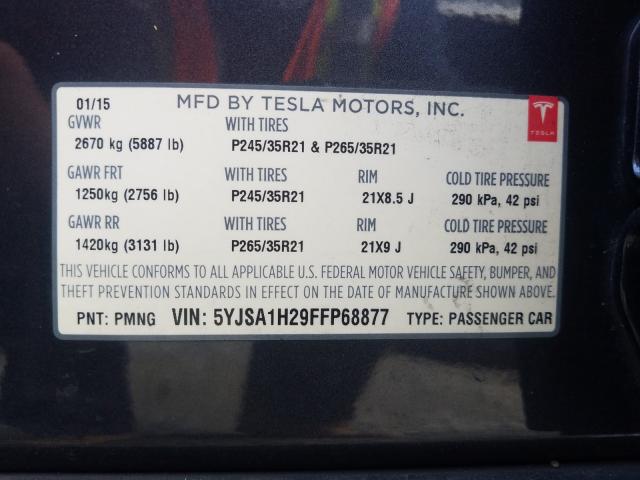 01/15 MFD BY TESLA MOTORS, INC.
TESLA
GVWR WITH TIRES
2670 kg (5887 lb) P245/35R21 & P265/35R21
GAWR FRT WITH TIRES RIM COLD TIRE PRESSURE
1250kg (2756 lb) P245/35R21 21X8.5 J 290 kPa, 42 psi
GAWR RR WITH TIRES RIM COLD TIRE PRESSURE
1420kg (3131 lb) P265/35R21 21X9 J 290 kPa, 42 psi
THIS VEHICLE CONFORMS TO ALL APPLICABLE U.S. FEDERAL MOTOR VEHICLE SAFETY, BUMPER, AND
THEFT PREVENTION STANDARDS IN EFFECT ON THE DATE OF MANUFACTURE SHOWN ABOVE.
PNT: PMNG VIN: 5YJSA1H29FFP68877 TYPE: PASSENGER CAR